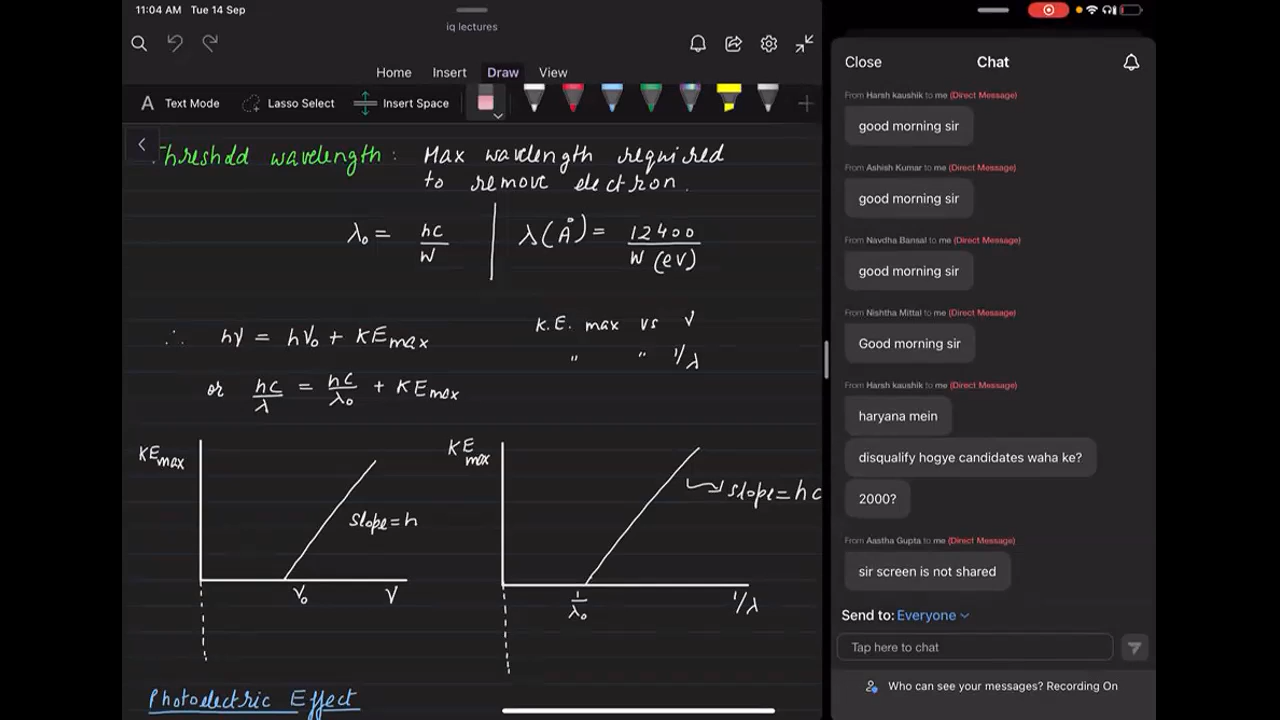 11:04 AM Tue 14 Sep
iq lectures
Home Insert Draw View
A Text Mode Lasso Select Insert Space
Threshold wavelength : Max wavelength required
to remove electron.
λ₀ = hc/W | λ(Å) = 12400/W (eV)
∴ hν = hν₀ + KEmax
K.E. max vs ν
" " 1/λ
or hc/λ = hc/λ₀ + KEmax
KEmax
slope=h
ν₀ ν
KEmax
slope=hc
1/λ₀ 1/λ
Photoelectric Effect
Close Chat
From Harsh kaushik to me (Direct Message)
good morning sir
From Ashish Kumar to me (Direct Message)
good morning sir
From Navdha Bansal to me (Direct Message)
good morning sir
From Nishtha Mittal to me (Direct Message)
Good morning sir
From Harsh kaushik to me (Direct Message)
haryana mein
disqualify hogye candidates waha ke?
2000?
From Aastha Gupta to me (Direct Message)
sir screen is not shared
Send to: Everyone
Tap here to chat
Who can see your messages? Recording On